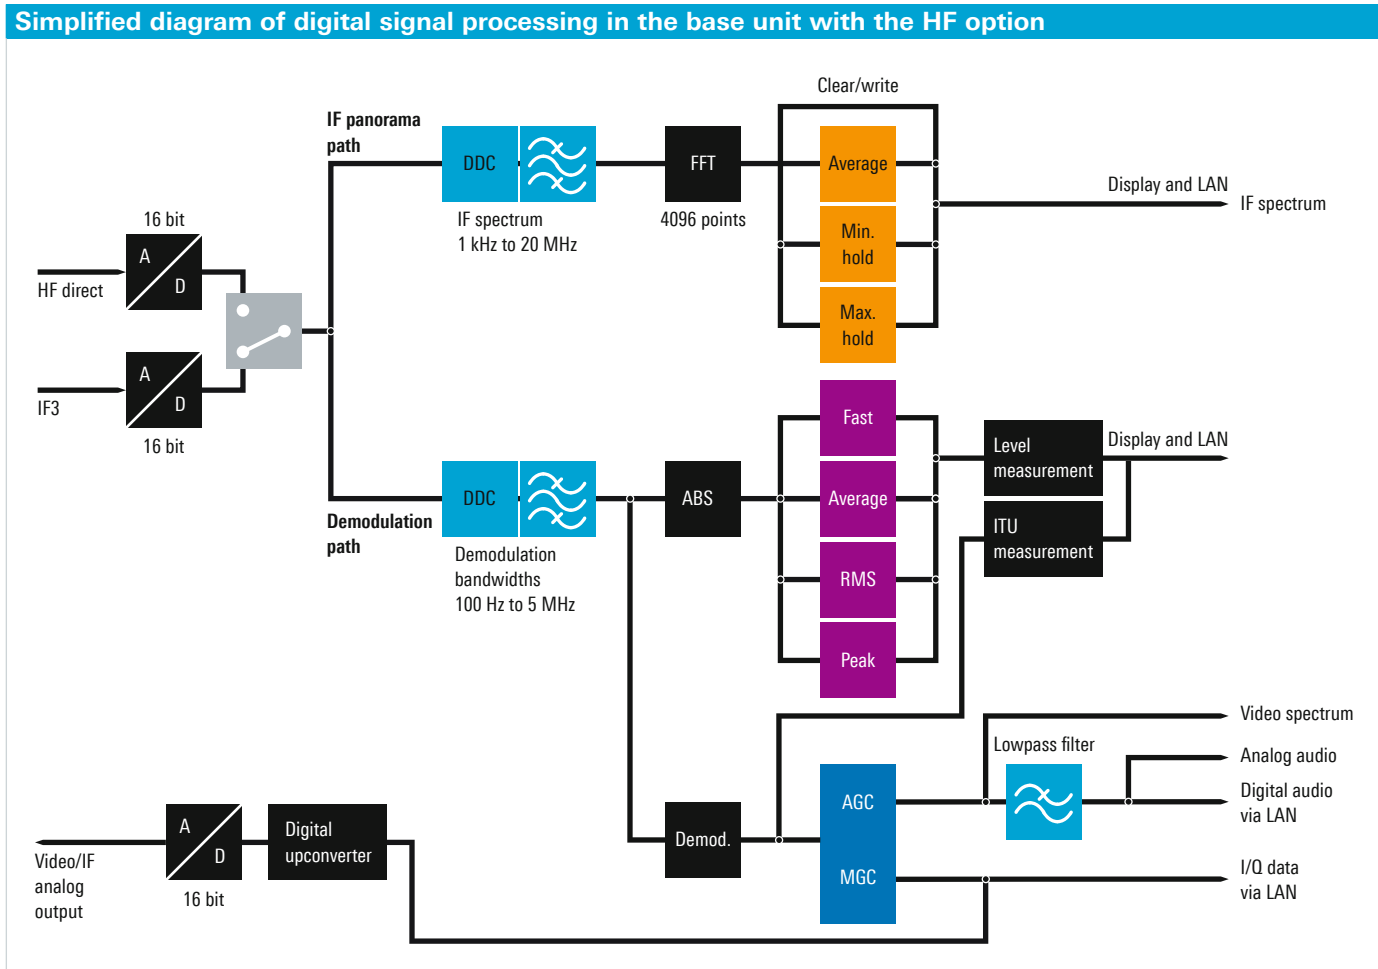 Simplified diagram of digital signal processing in the base unit with the HF option
Clear/write
IF panorama
path
DDC
FFT
Average
IF spectrum
1 kHz to 20 MHz
4096 points
Min.
hold
Max.
hold
Display and LAN
IF spectrum
16 bit
A
D
HF direct
A
D
IF3
16 bit
Demodulation
path
DDC
Demodulation
bandwidths
100 Hz to 5 MHz
ABS
Fast
Average
RMS
Peak
Level
measurement
ITU
measurement
Display and LAN
Video spectrum
Lowpass filter
Analog audio
Digital audio
via LAN
AGC
Demod.
MGC
I/Q data
via LAN
A
D
Digital
upconverter
Video/IF
analog
output
16 bit